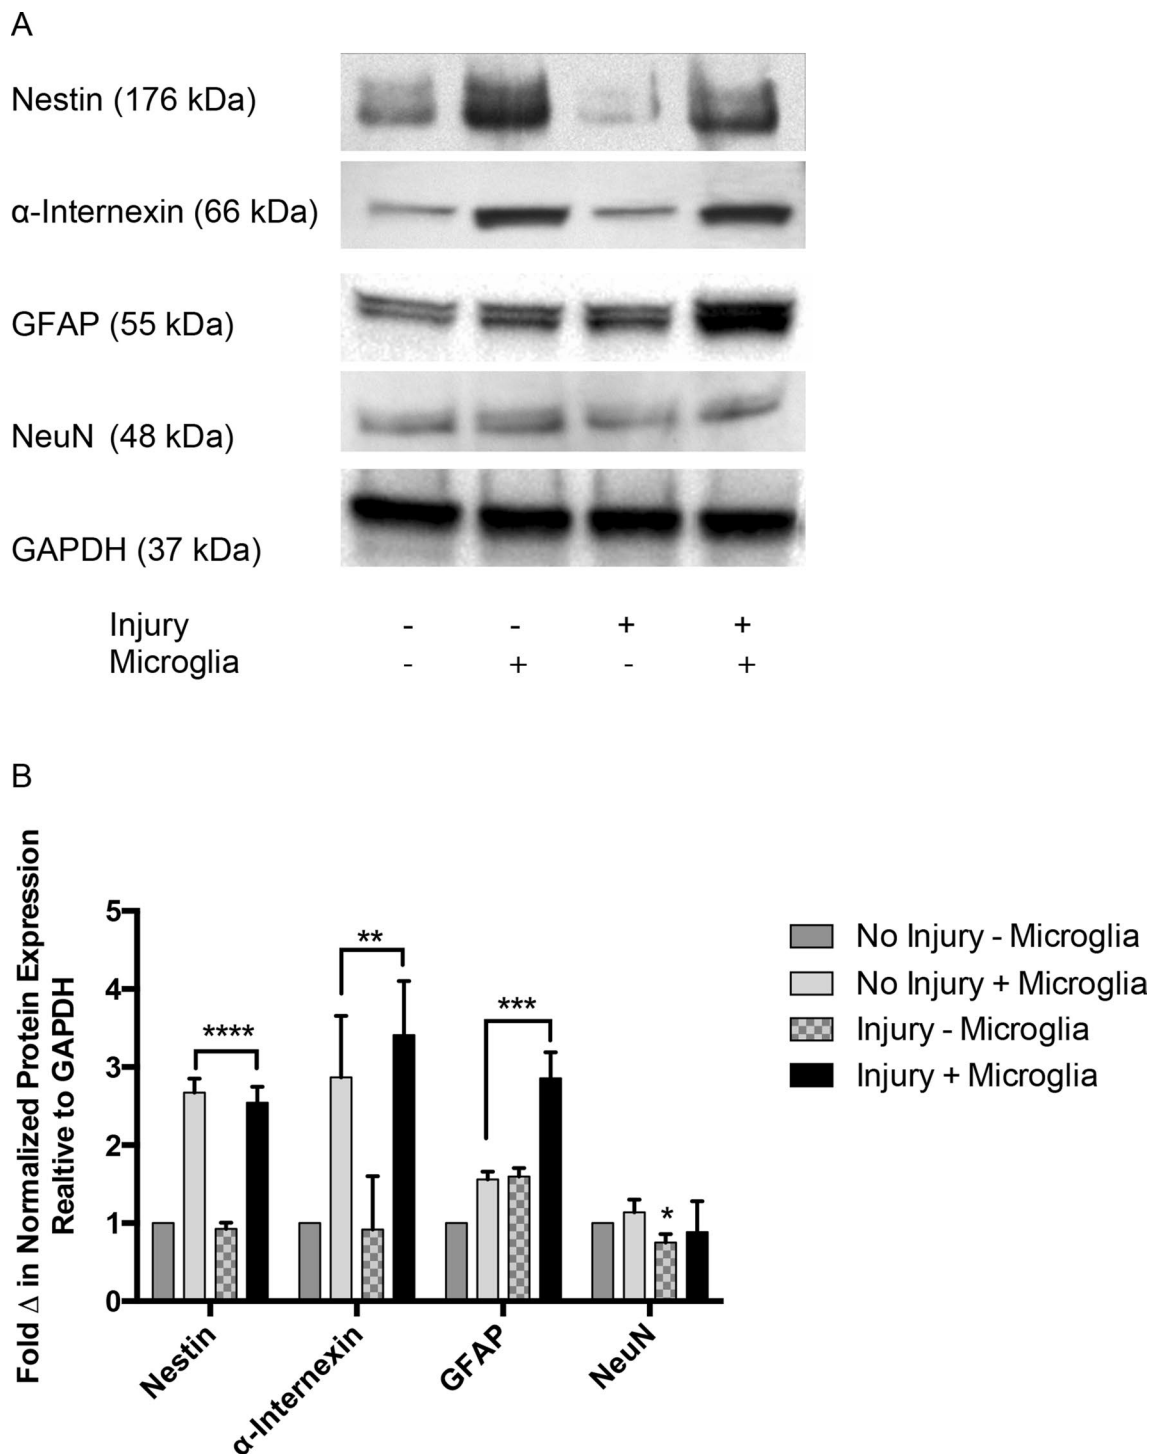 A
Nestin (176 kDa)
α-Internexin (66 kDa)
GFAP (55 kDa)
NeuN (48 kDa)
GAPDH (37 kDa)
Injury - - + +
Microglia - + - +
B
Fold Δ in Normalized Protein Expression
Realtive to GAPDH
5
4
3
2
1
0
****
**
***
*
Nestin
α-Internexin
GFAP
NeuN
No Injury - Microglia
No Injury + Microglia
Injury - Microglia
Injury + Microglia